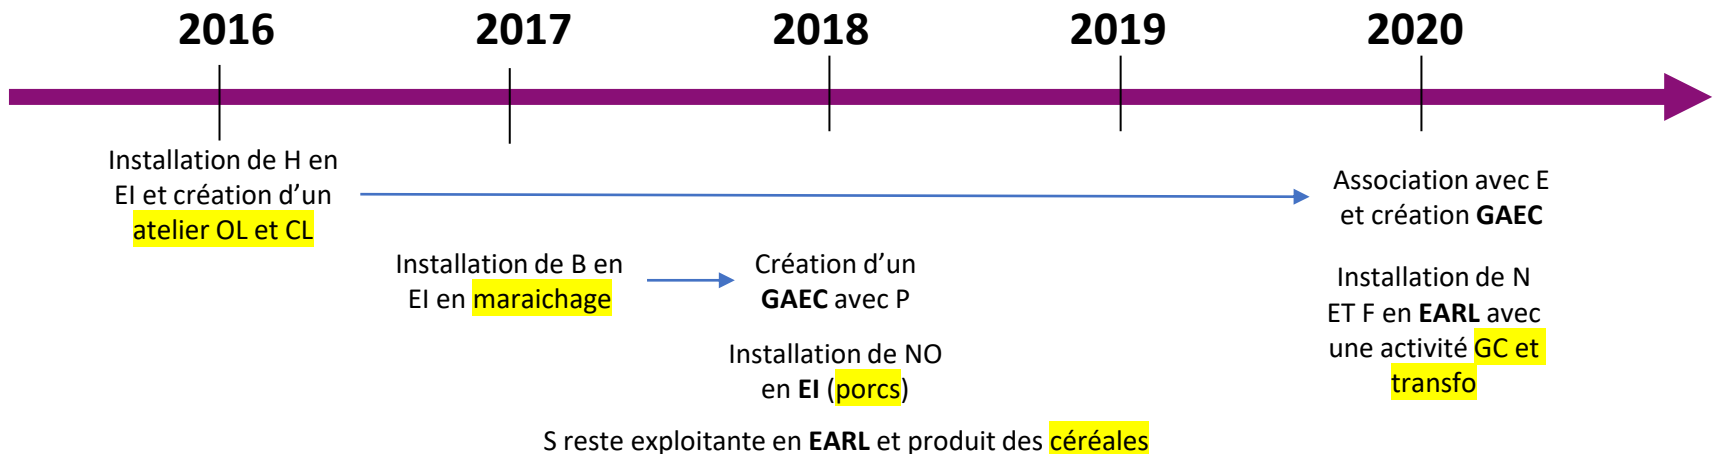 2016 2017 2018 2019 2020
Installation de H en
EI et création d'un
atelier OL et CL
Association avec E
et création GAEC
Installation de B en
EI en maraichage
Création d'un
GAEC avec P
Installation de N
ET F en EARL avec
une activité GC et
transfo
Installation de NO
en EI (porcs)
S reste exploitante en EARL et produit des céréales